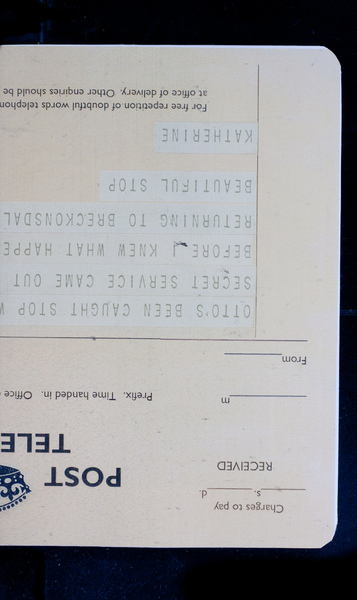 Charges to pay
s. d.
POST
RECEIVED
TELE
Prefix. Time handed in. Office
m
From
OTTO'S BEEN CAUGHT STOP
SECRET SERVICE CAME OUT
BEFORE I KNEW WHAT HAPPE
RETURNING TO BRECKONSDAL
BEAUTIFUL STOP
KATHERINE
For free repetition of doubtful words telephon
at office of delivery. Other enquiries should be